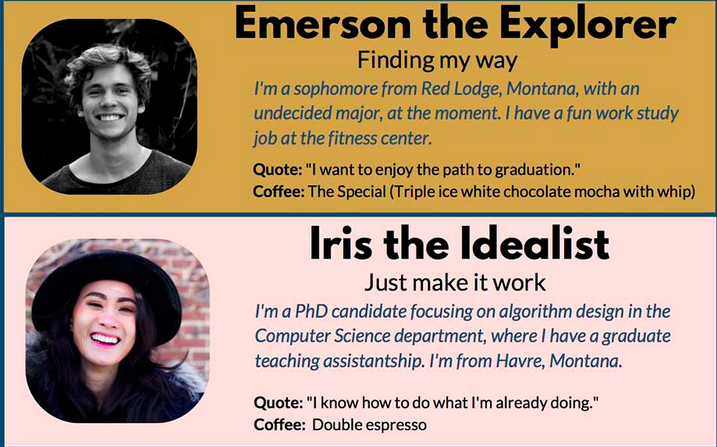 Emerson the Explorer
Finding my way
I'm a sophomore from Red Lodge, Montana, with an
undecided major, at the moment. I have a fun work study
job at the fitness center.
Quote: "I want to enjoy the path to graduation."
Coffee: The Special (Triple ice white chocolate mocha with whip)
Iris the Idealist
Just make it work
I'm a PhD candidate focusing on algorithm design in the
Computer Science department, where I have a graduate
teaching assistantship. I'm from Havre, Montana.
Quote: "I know how to do what I'm already doing."
Coffee: Double espresso